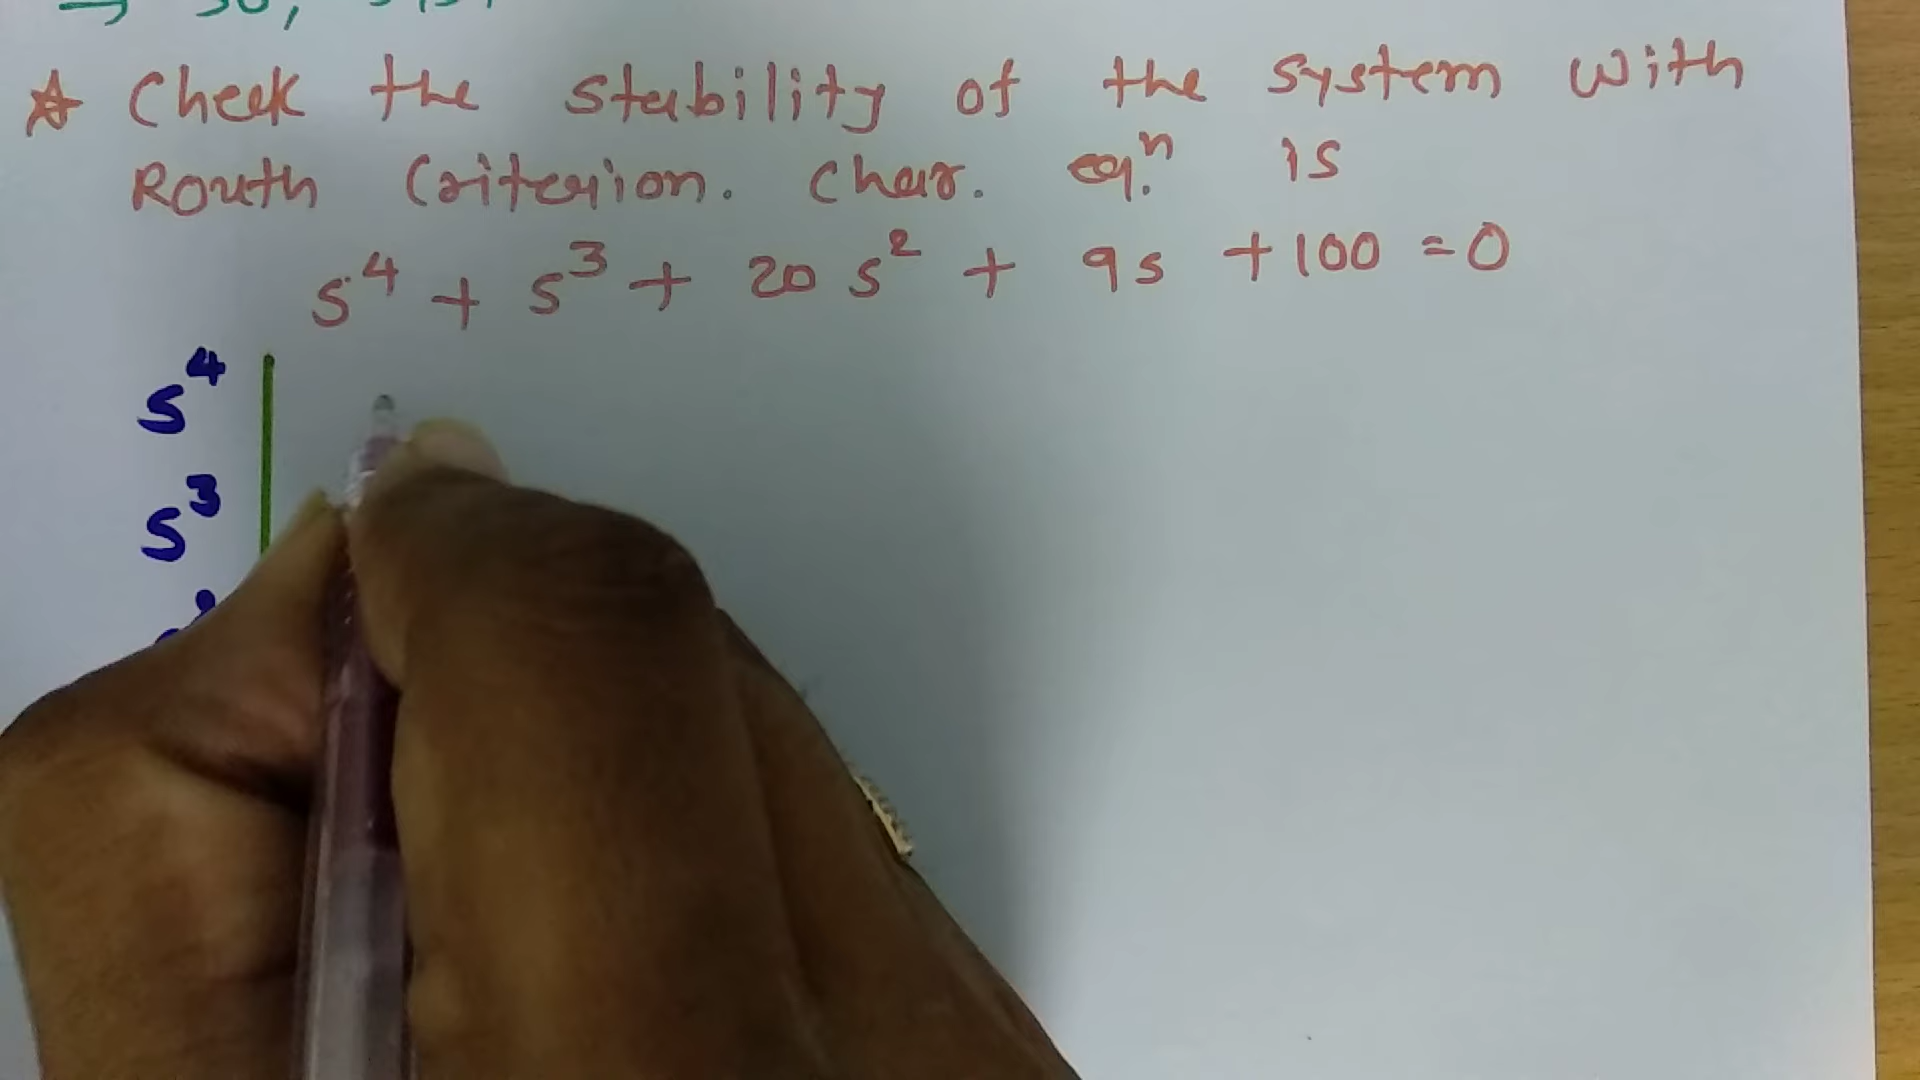 ☆ Check the stability of the system with
Routh Criterion. Char. eq.ⁿ is
s⁴ + s³ + 20 s² + 9s + 100 = 0
s⁴
s³